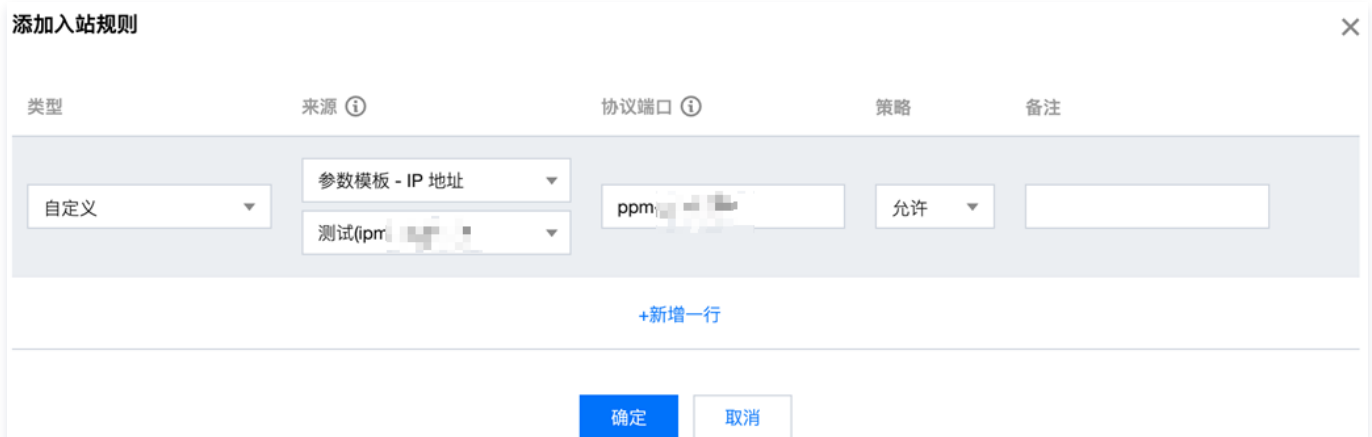 添加入站规则
类型
来源
协议端口
策略
备注
自定义
参数模板 - IP 地址
测试(ipm
ppm
允许
+新增一行
确定
取消